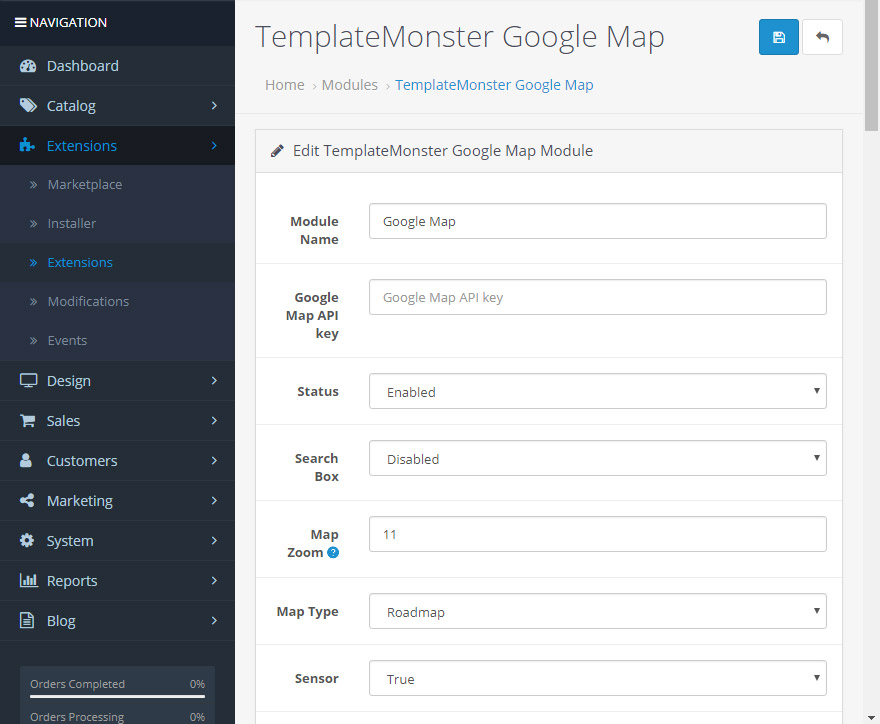 NAVIGATION
Dashboard
Catalog
Extensions
Marketplace
Installer
Extensions
Modifications
Events
Design
Sales
Customers
Marketing
System
Reports
Blog
Orders Completed 0%
Orders Processing 0%
TemplateMonster Google Map
Home › Modules › TemplateMonster Google Map
Edit TemplateMonster Google Map Module
Module
Name
Google Map
Google
Map API
key
Google Map API key
Status
Enabled
Search
Box
Disabled
Map
Zoom ?
11
Map Type
Roadmap
Sensor
True